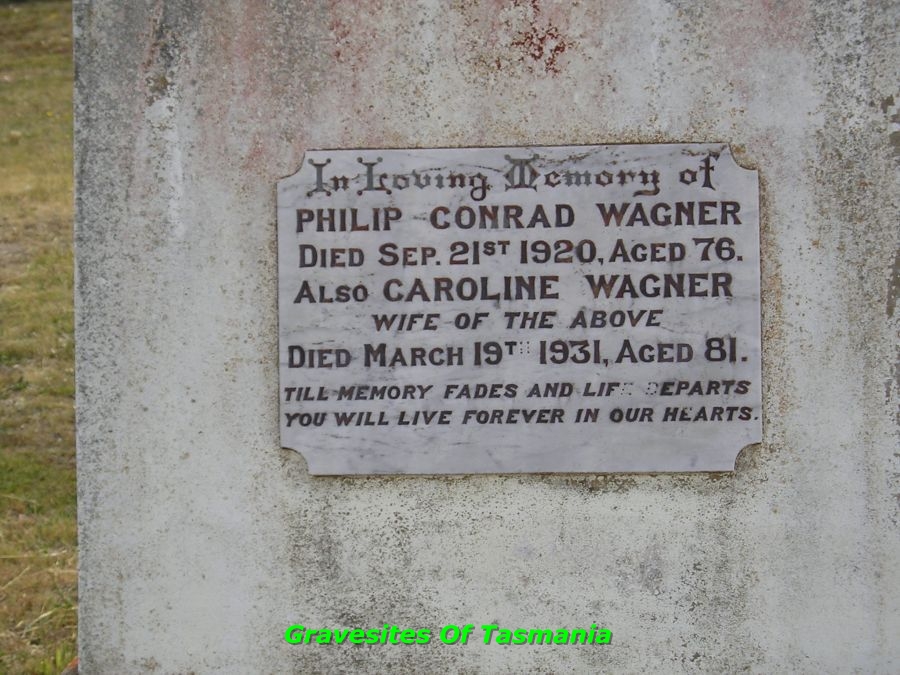 In Loving Memory of
PHILIP CONRAD WAGNER
DIED SEP. 21ST 1920, AGED 76.
ALSO CAROLINE WAGNER
WIFE OF THE ABOVE
DIED MARCH 19TH 1931, AGED 81.
TILL MEMORY FADES AND LIFE DEPARTS
YOU WILL LIVE FOREVER IN OUR HEARTS.
Gravesites Of Tasmania